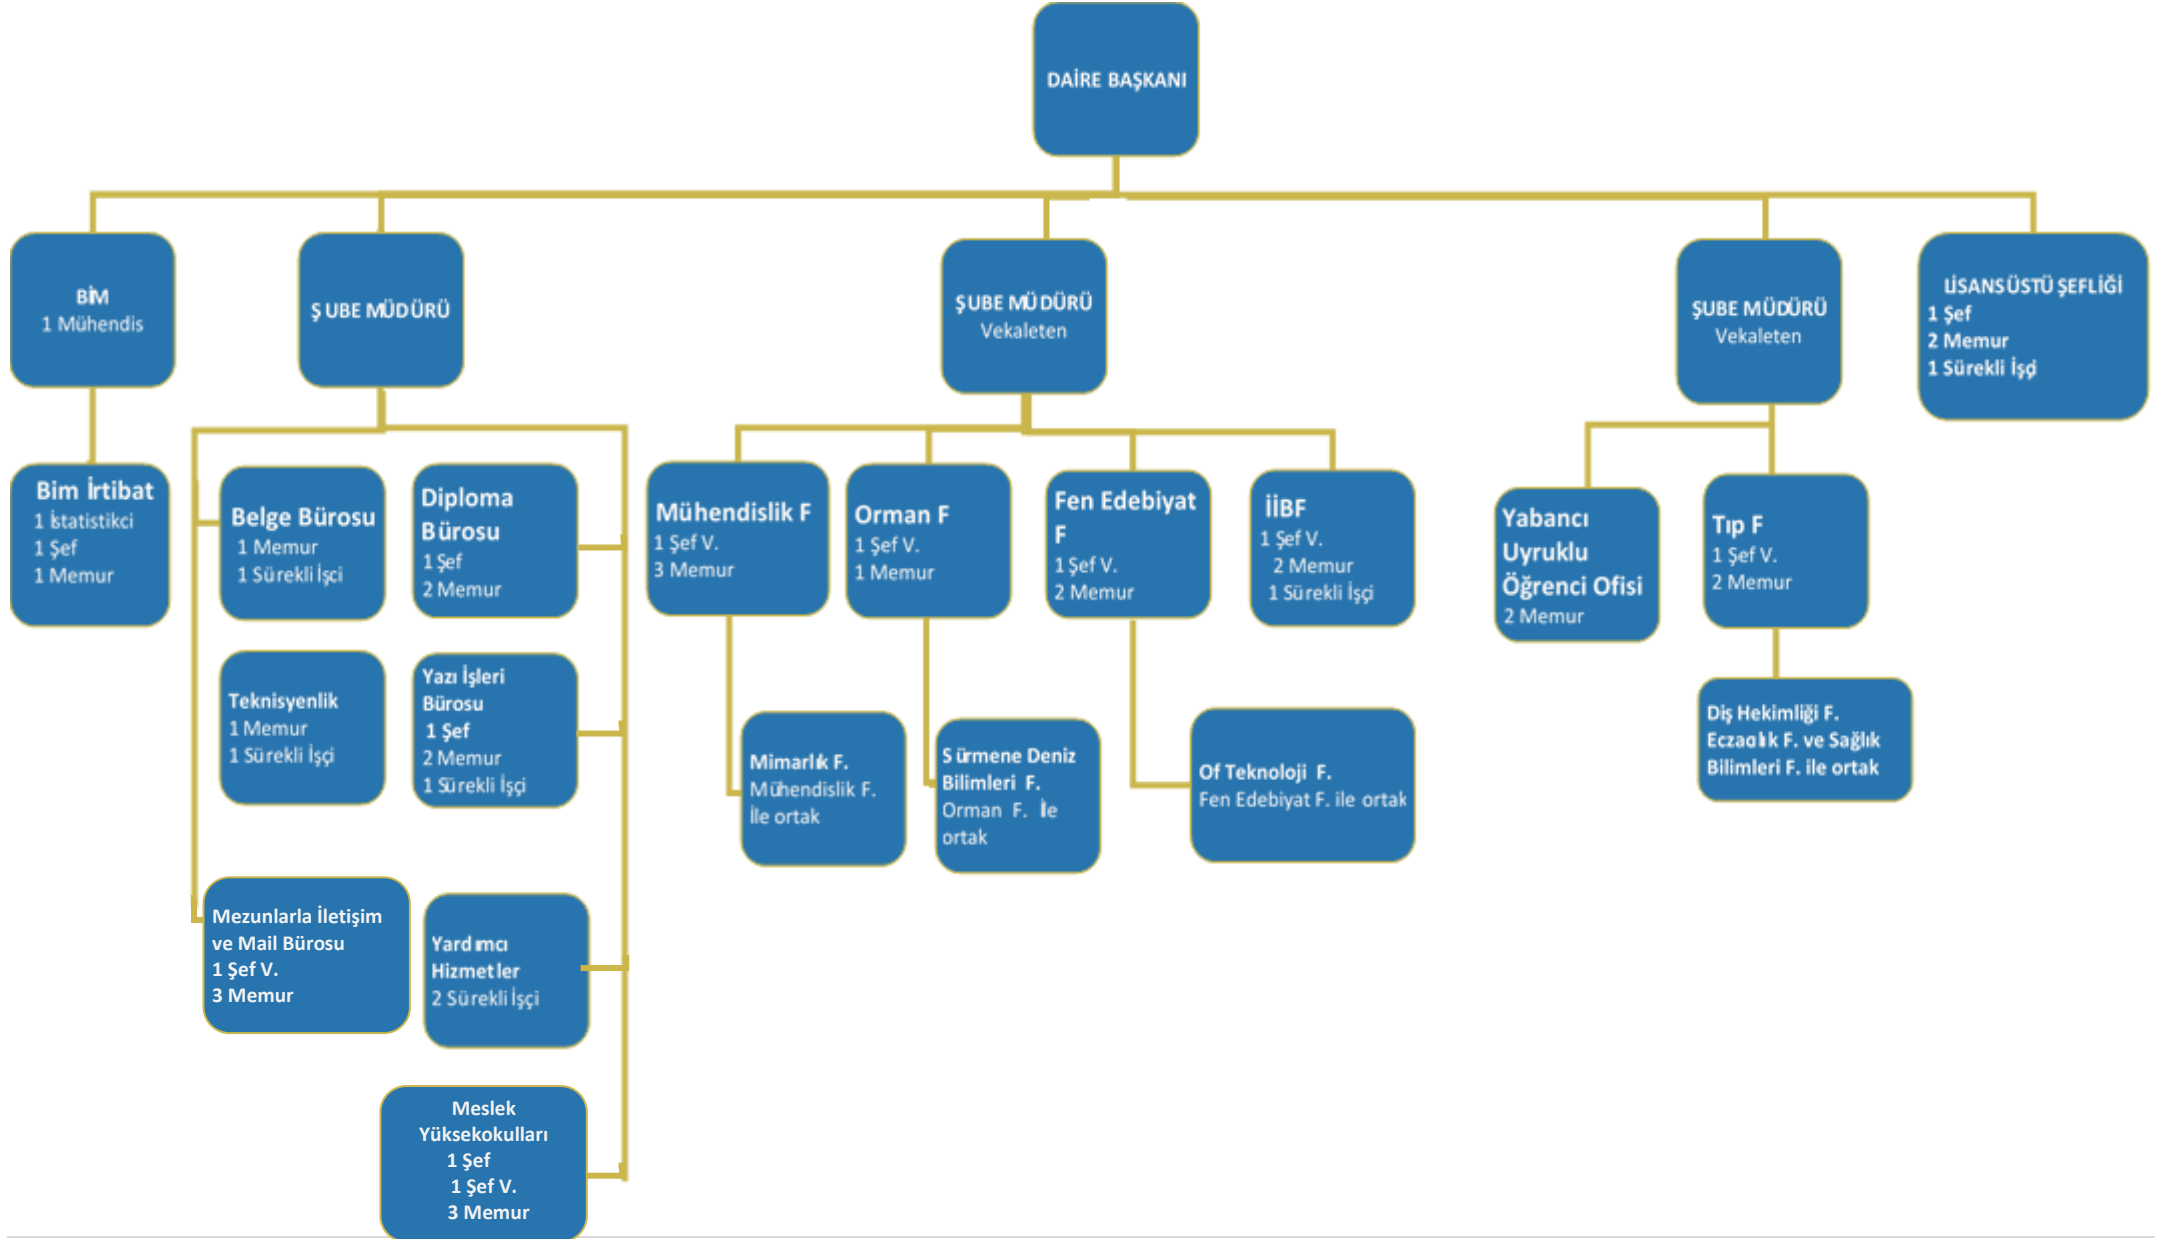 DAİRE BAŞKANI
BİM
1 Mühendis
ŞUBE MÜDÜRÜ
ŞUBE MÜDÜRÜ
Vekaleten
ŞUBE MÜDÜRÜ
Vekaleten
LİSANSÜSTÜ ŞEFLİĞİ
1 Şef
2 Memur
1 Sürekli İşçi
Bim İrtibat
1 İstatistikci
1 Şef
1 Memur
Belge Bürosu
1 Memur
1 Sürekli İşci
Diploma
Bürosu
1 Şef
2 Memur
Mühendislik F
1 Şef V.
3 Memur
Orman F
1 Şef V.
1 Memur
Fen Edebiyat
F
1 Şef V.
2 Memur
İİBF
1 Şef V.
2 Memur
1 Sürekli İşçi
Yabancı
Uyruklu
Öğrenci Ofisi
2 Memur
Tıp F
1 Şef V.
2 Memur
Teknisyenlik
1 Memur
1 Sürekli İşçi
Yazı İşleri
Bürosu
1 Şef
2 Memur
1 Sürekli İşçi
Mimarlık F.
Mühendislik F.
İle ortak
Sürmene Deniz
Bilimleri F.
Orman F. İle
ortak
Of Teknoloji F.
Fen Edebiyat F. ile ortak
Diş Hekimliği F.
Eczacılık F. ve Sağlık
Bilimleri F. ile ortak
Mezunlarla İletişim
ve Mail Bürosu
1 Şef V.
3 Memur
Yardımcı
Hizmetler
2 Sürekli İşçi
Meslek
Yüksekokulları
1 Şef
1 Şef V.
3 Memur